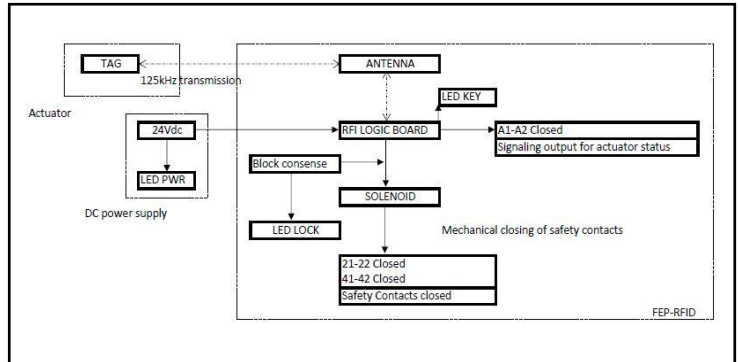 TAG
ANTENNA
125kHz transmission
LED KEY
Actuator
24Vdc
RFI LOGIC BOARD
A1-A2 Closed
Signaling output for actuator status
Block consense
LED PWR
SOLENOID
DC power supply
LED LOCK
Mechanical closing of safety contacts
21-22 Closed
41-42 Closed
Safety Contacts closed
FEP-RFID